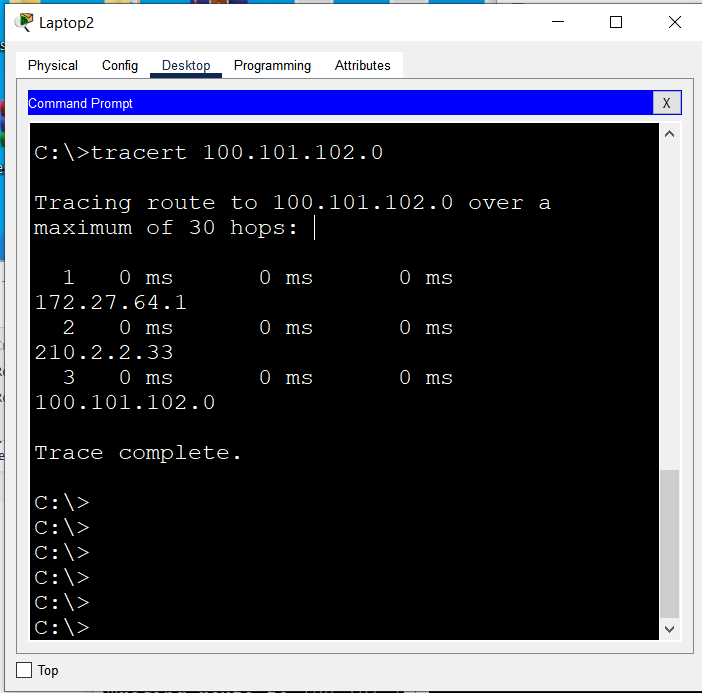 Laptop2
Physical Config Desktop Programming Attributes
Command Prompt X
C:\>tracert 100.101.102.0
Tracing route to 100.101.102.0 over a
maximum of 30 hops:
1 0 ms 0 ms 0 ms
172.27.64.1
2 0 ms 0 ms 0 ms
210.2.2.33
3 0 ms 0 ms 0 ms
100.101.102.0
Trace complete.
C:\>
C:\>
C:\>
C:\>
C:\>
C:\>
Top